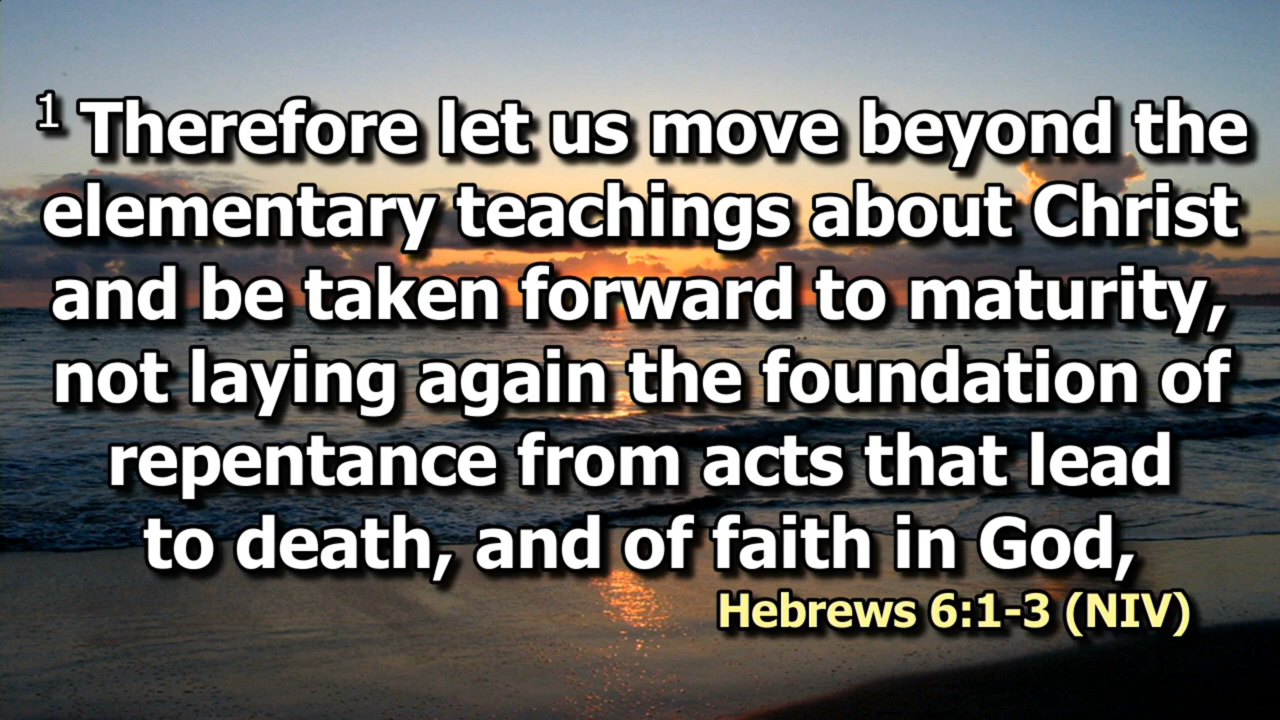 1 Therefore let us move beyond the
elementary teachings about Christ
and be taken forward to maturity,
not laying again the foundation of
repentance from acts that lead
to death, and of faith in God,
Hebrews 6:1-3 (NIV)